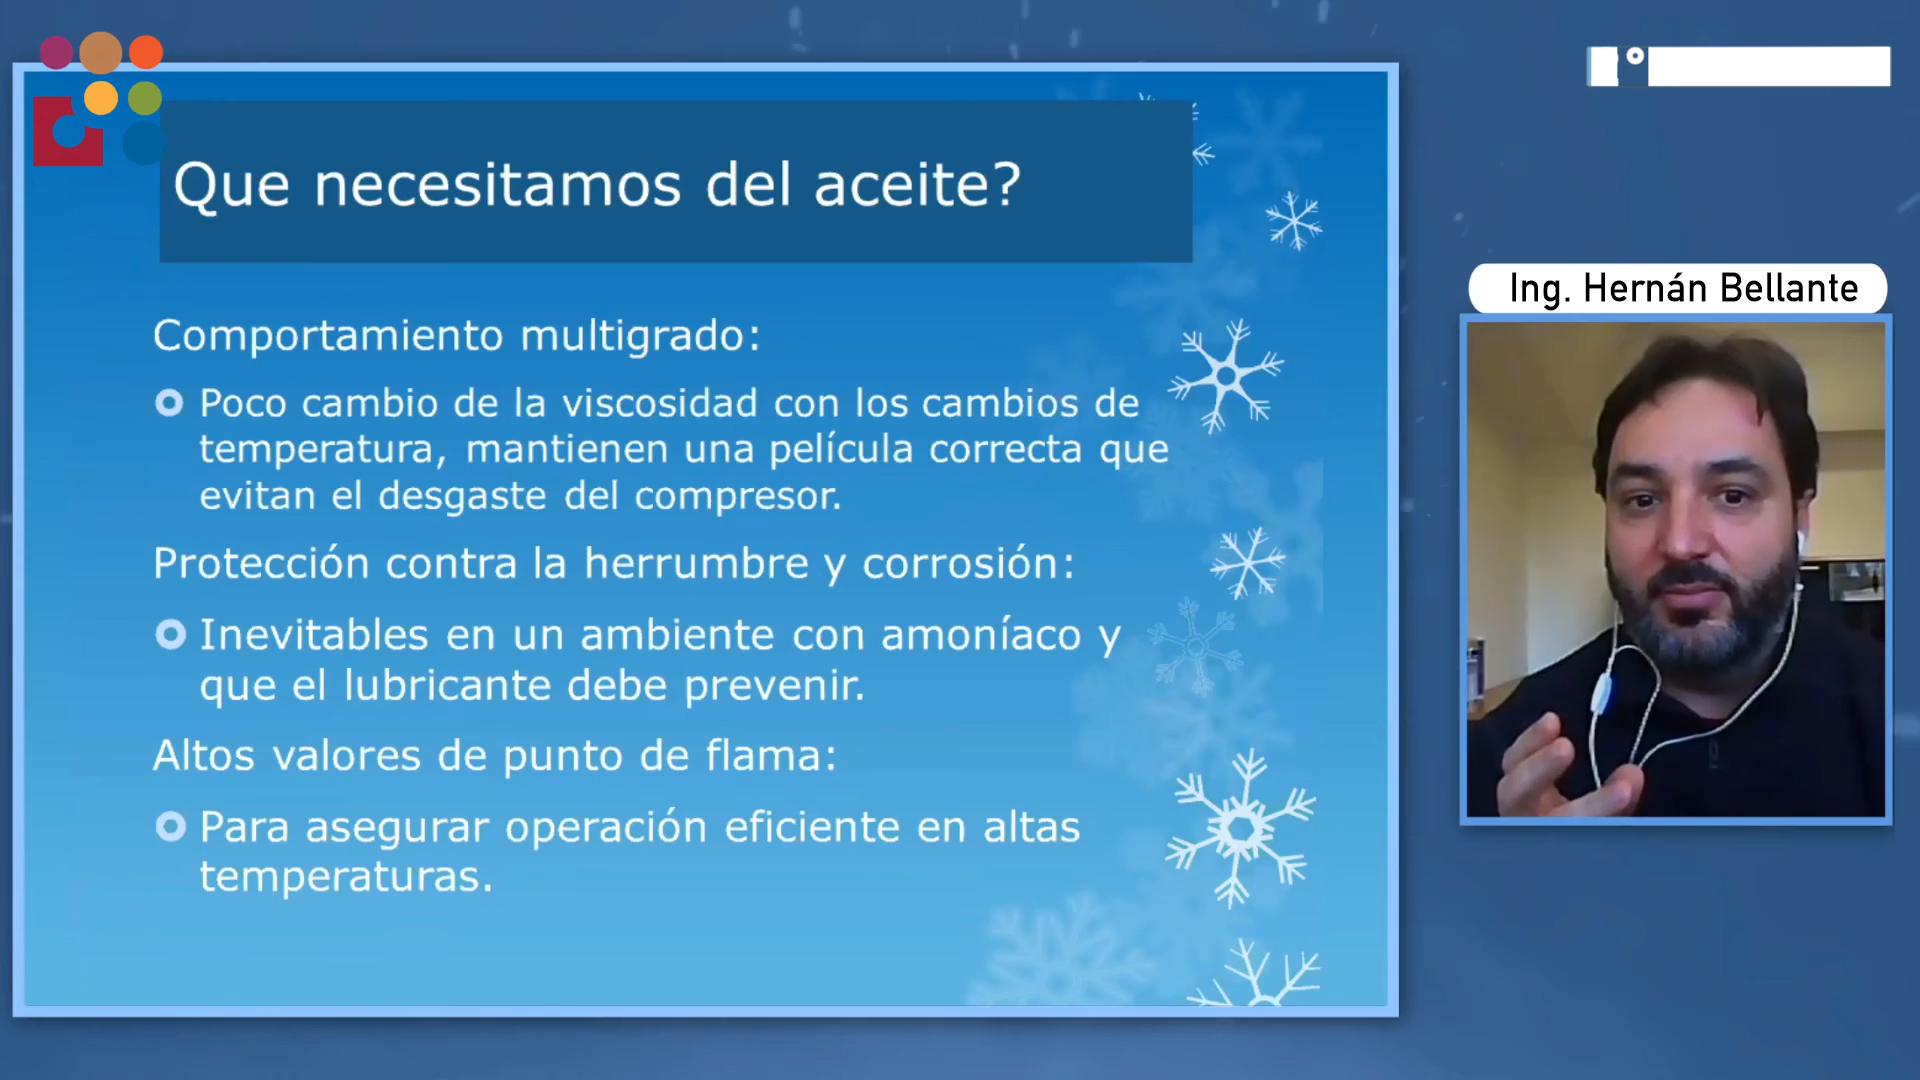 Que necesitamos del aceite?
Comportamiento multigrado:
Poco cambio de la viscosidad con los cambios de
temperatura, mantienen una película correcta que
evitan el desgaste del compresor.
Protección contra la herrumbre y corrosión:
Inevitables en un ambiente con amoníaco y
que el lubricante debe prevenir.
Altos valores de punto de flama:
Para asegurar operación eficiente en altas
temperaturas.
Ing. Hernán Bellante